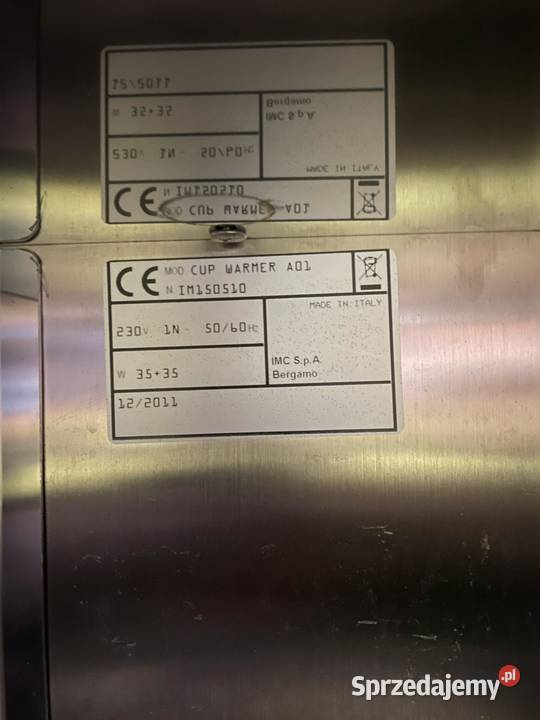 CE MOD CUP WARMER A01
N IM150510
MADE IN ITALY
230V 1N~ 50/60Hz
W 35+35
IMC S.p.A.
Bergamo
12/2011
Sprzedajemy.pl